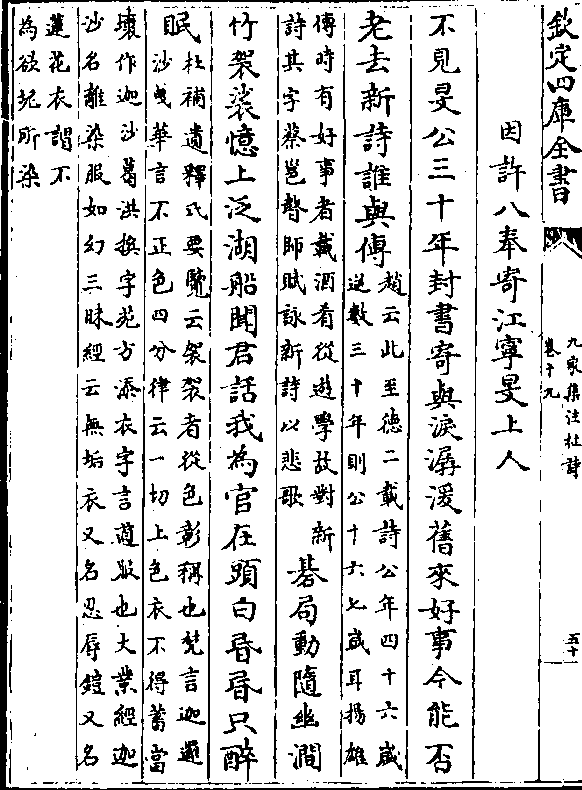 欽定四庫全書
九家集注杜詩
卷十九
五十
因許八奉寄江寧旻上人
不見旻公三十年封書寄與淚潺湲舊來好事今能否
老去新詩誰與傳
趙云此至德二載詩公年四十六歲
逆數三十年則公十六七歲耳揚雄
傳時有好事者載酒肴從遊學故對新
詩其字蔡邕瞽師賦詠新詩以悲歌
碁局動隨幽澗
竹袈裟憶上泛湖船聞君話我為官在頭白昏昏只醉
眠
杜補遺釋氏要覽云袈裟者從色彰稱也梵言迦邏
沙曵華言不正色四分律云一切上色衣不得蓄當
壞作迦沙葛洪撰字苑方添衣字言道服也大業經迦
沙名離染服如幻三昧經云無垢衣又名忍辱鎧又名
蓮花衣謂不
為欲泥所染